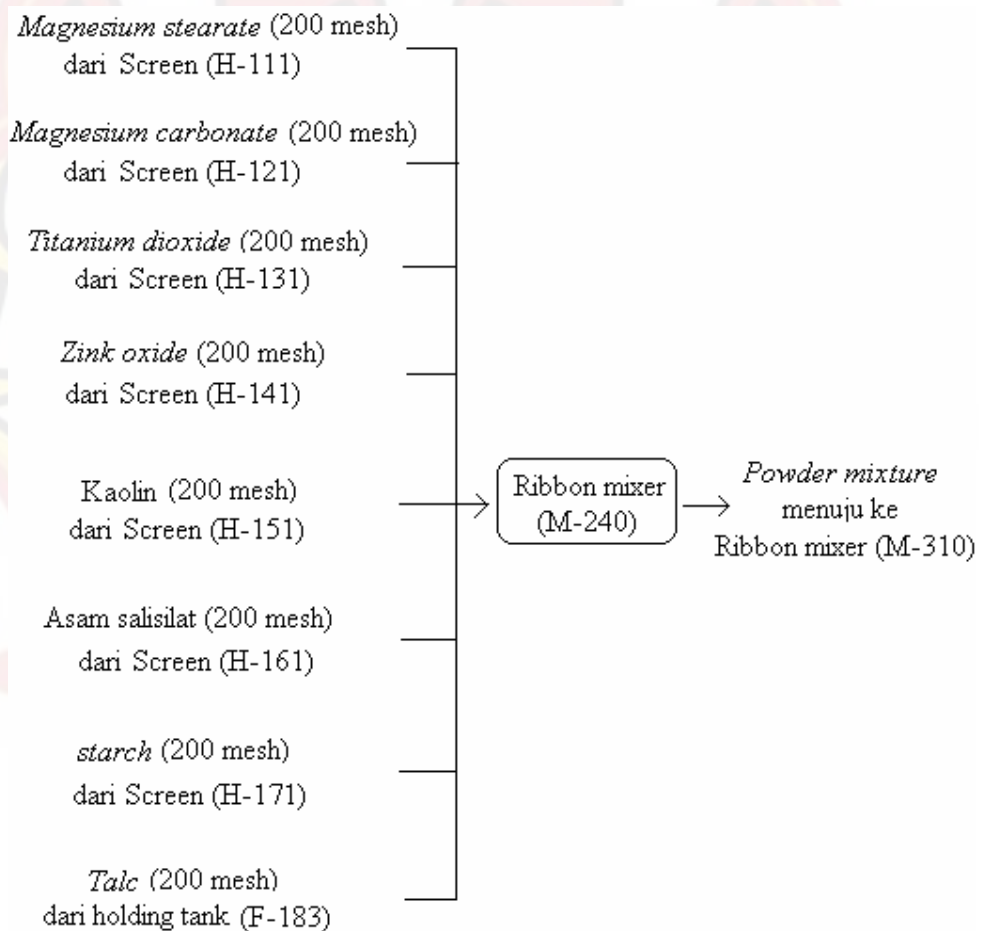 Magnesium stearate (200 mesh)
dari Screen (H-111)
Magnesium carbonate (200 mesh)
dari Screen (H-121)
Titanium dioxide (200 mesh)
dari Screen (H-131)
Zink oxide (200 mesh)
dari Screen (H-141)
Kaolin (200 mesh)
dari Screen (H-151)
Asam salisilat (200 mesh)
dari Screen (H-161)
starch (200 mesh)
dari Screen (H-171)
Talc (200 mesh)
dari holding tank (F-183)
Ribbon mixer
(M-240)
Powder mixture
menuju ke
Ribbon mixer (M-310)